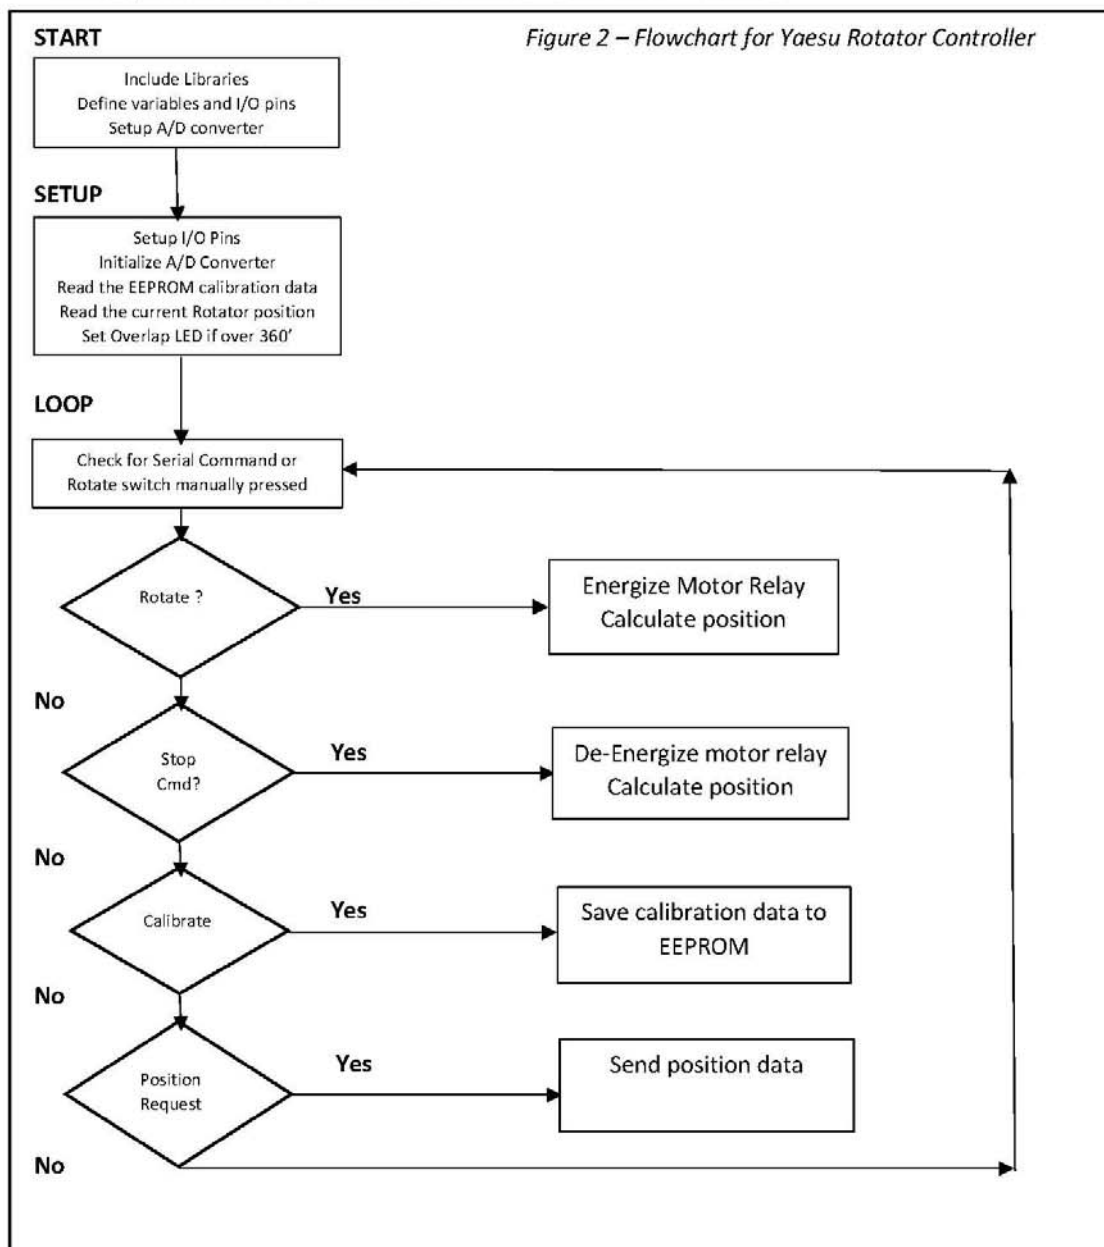 START
Figure 2 – Flowchart for Yaesu Rotator Controller
Include Libraries
Define variables and I/O pins
Setup A/D converter
SETUP
Setup I/O Pins
Initialize A/D Converter
Read the EEPROM calibration data
Read the current Rotator position
Set Overlap LED if over 360’
LOOP
Check for Serial Command or
Rotate switch manually pressed
Rotate ?
Yes
Energize Motor Relay
Calculate position
No
Stop
Cmd?
Yes
De-Energize motor relay
Calculate position
No
Calibrate
Yes
Save calibration data to
EEPROM
No
Position
Request
Yes
Send position data
No